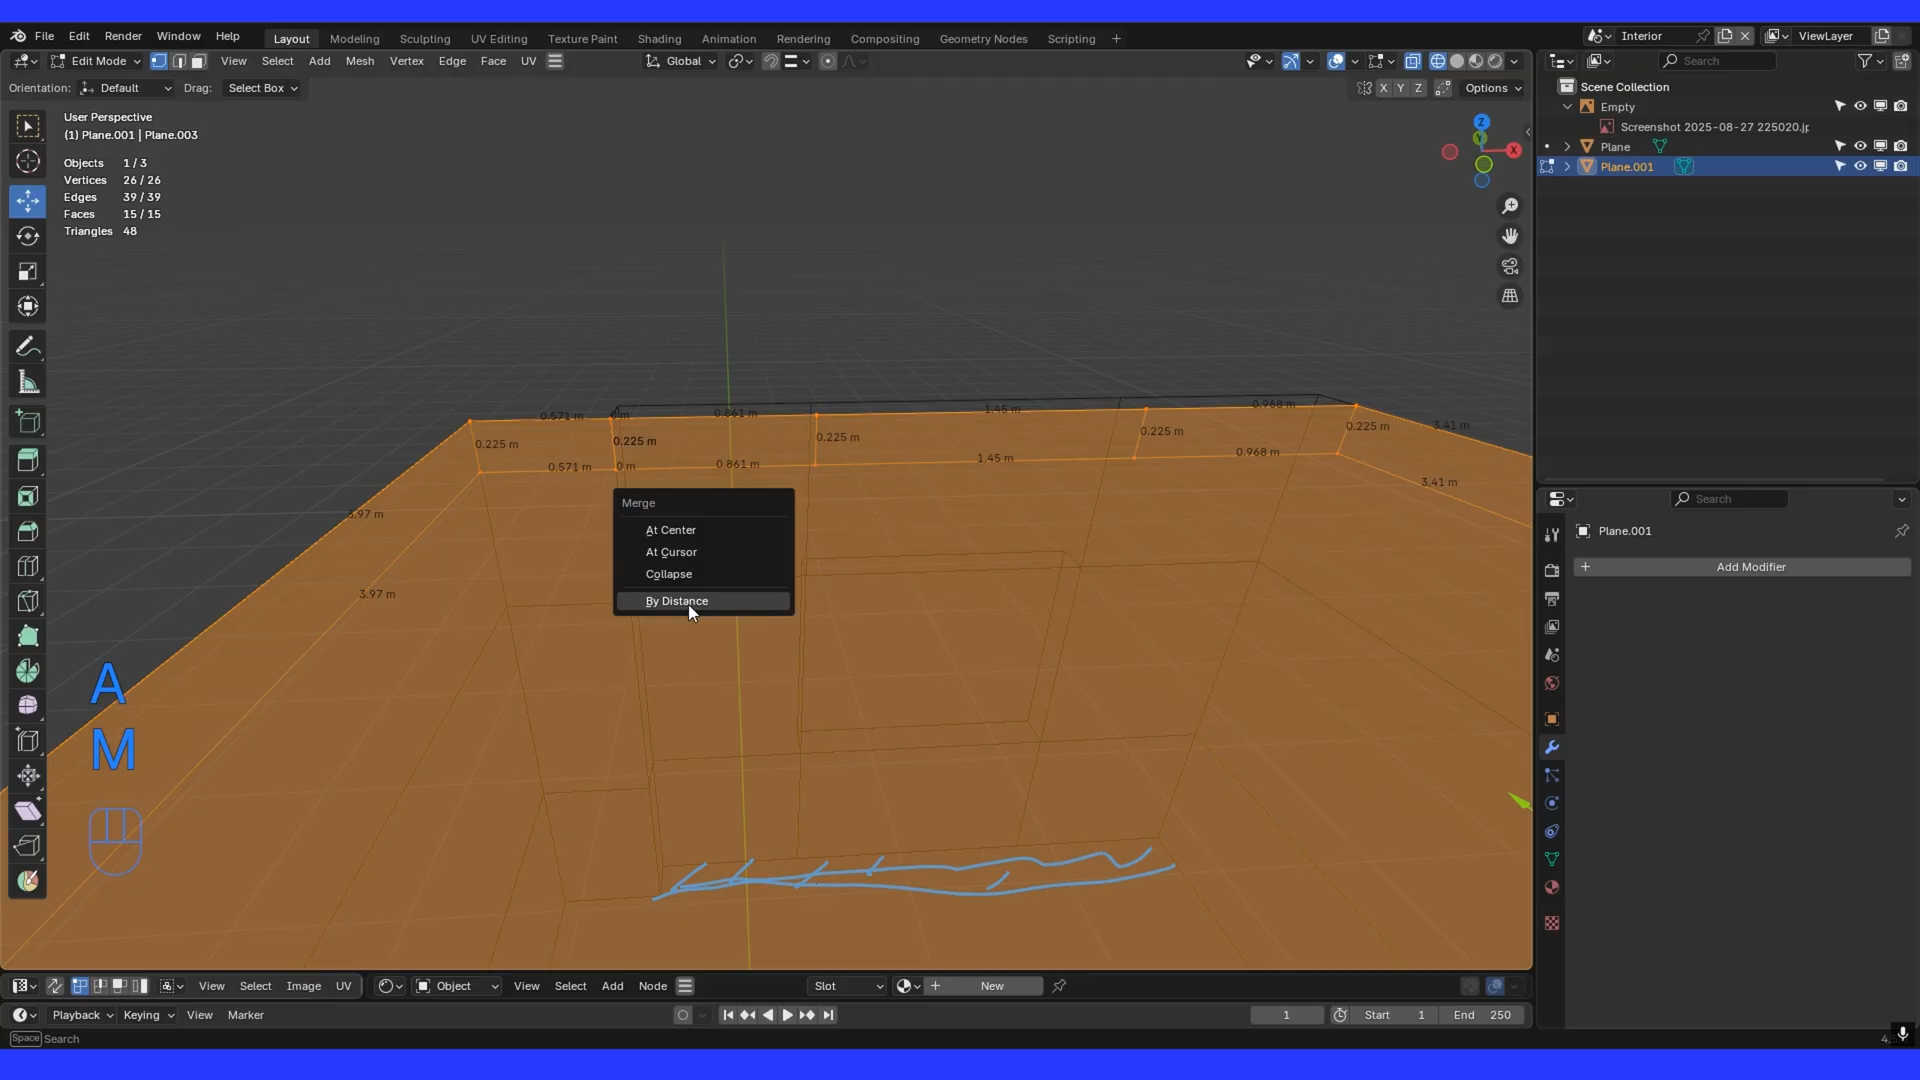 File Edit Render Window Help Layout Modeling Sculpting UV Editing Texture Paint Shading Animation Rendering Compositing Geometry Nodes Scripting + Interior ViewLayer
Edit Mode View Select Add Mesh Vertex Edge Face UV Global Search
Orientation: Default Drag: Select Box X Y Z Options
Scene Collection
Empty
Screenshot 2025-08-27 225020.jp
Plane
Plane.001
User Perspective
(1) Plane.001 | Plane.003
Objects 1 / 3
Vertices 26 / 26
Edges 39 / 39
Faces 15 / 15
Triangles 48
Z
Y
X
0.571 m 0 m 0.861 m 1.45 m 0.968 m 3.41 m
0.225 m 0.225 m 0.225 m 0.225 m 0.225 m
0.571 m 0 m 0.861 m 1.45 m 0.968 m
3.41 m
3.97 m
3.97 m
Merge
At Center
At Cursor
Collapse
By Distance
A
M
Search
Plane.001
+ Add Modifier
View Select Image UV Object View Select Add Node Slot + New
Playback Keying View Marker 1 Start 1 End 250
Space Search 4.